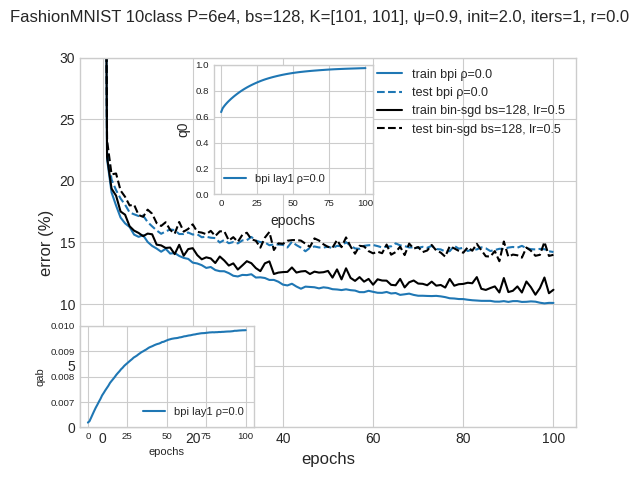 FashionMNIST 10class P=6e4, bs=128, K=[101, 101], ψ=0.9, init=2.0, iters=1, r=0.0
error (%)
30
25
20
15
10
5
0
0
20
40
60
80
100
epochs
train bpi ρ=0.0
test bpi ρ=0.0
train bin-sgd bs=128, lr=0.5
test bin-sgd bs=128, lr=0.5
q0
1.0
0.8
0.6
0.4
0.2
0.0
bpi lay1 ρ=0.0
0
25
50
75
100
epochs
qab
0.010
0.009
0.008
0.007
bpi lay1 ρ=0.0
0
25
50
75
100
epochs